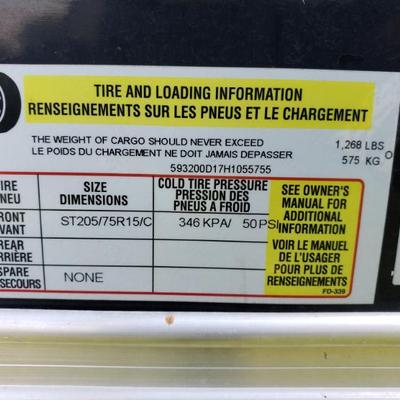 TIRE AND LOADING INFORMATION
RENSEIGNEMENTS SUR LES PNEUS ET LE CHARGEMENT
THE WEIGHT OF CARGO SHOULD NEVER EXCEED 1,268 LBS
LE POIDS DU CHARGEMENT NE DOIT JAMAIS DEPASSER 575 KG
593200D17H1055755
IRE
NEU
SIZE
DIMENSIONS
COLD TIRE PRESSURE
PRESSION DES
PNEUS A FROID
SEE OWNER'S
MANUAL FOR
ADDITIONAL
INFORMATION
VOIR LE MANUEL
DE L'USAGER
POUR PLUS DE
RENSEIGNEMENTS
FD-339
RONT
VANT
ST205/75R15/C
346 KPA/ 50 PSI
REAR
RRIÈRE
SPARE
SECOURS
NONE